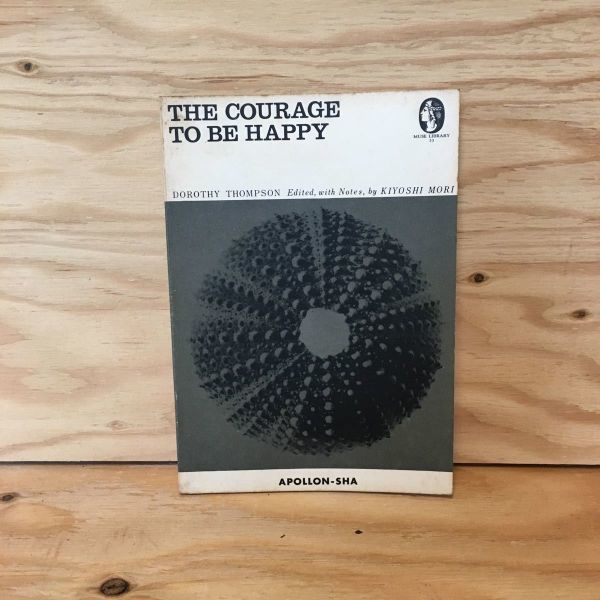 THE COURAGE
TO BE HAPPY
MUSE LIBRARY
DOROTHY THOMPSON Edited, with Notes, by KIYOSHI MORI
APOLLON-SHA